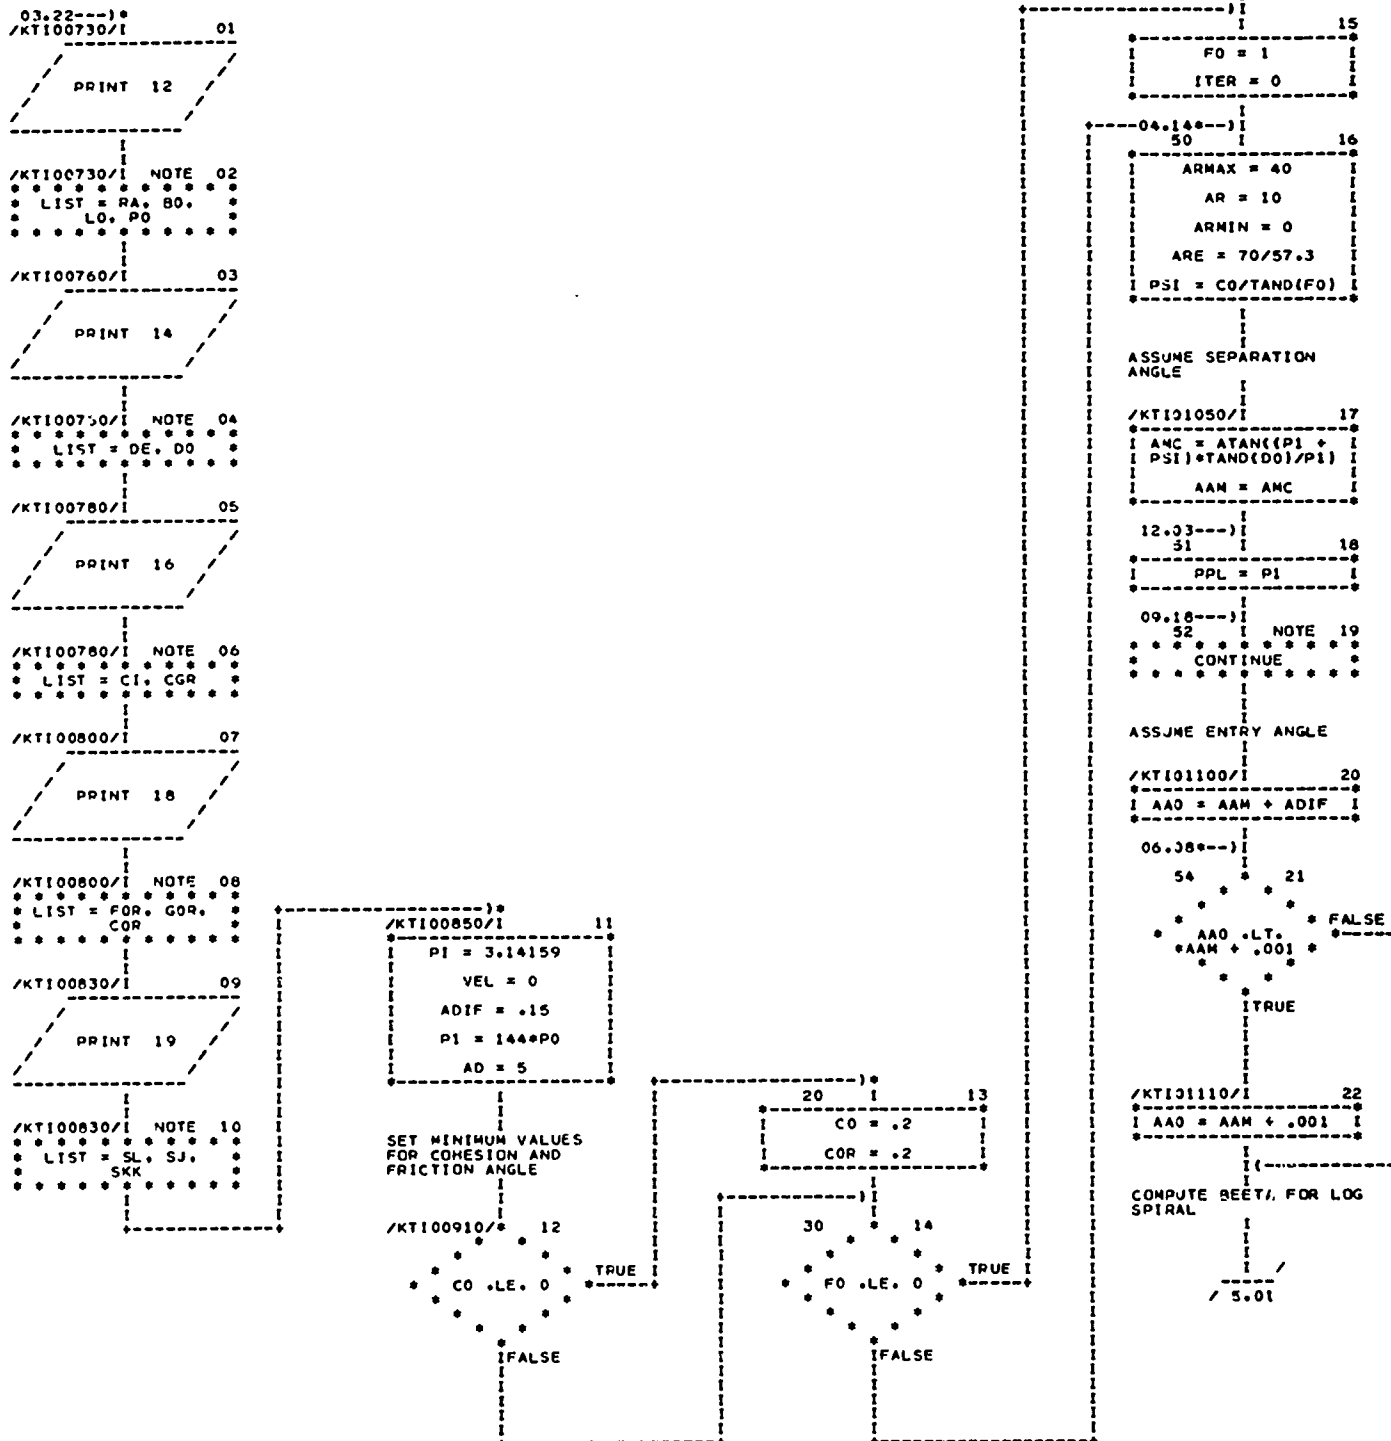 03.22---)*
/KTI00730/I 01
PRINT 12
/KTI00730/I NOTE 02
LIST = RA, BO,
LO, PO
/KTI00760/I 03
PRINT 14
/KTI00750/I NOTE 04
LIST = DE, DO
/KTI00780/I 05
PRINT 16
/KTI00780/I NOTE 06
LIST = CI, CGR
/KTI00800/I 07
PRINT 18
/KTI00800/I NOTE 08
LIST = FOR, GOR,
COR
/KTI00830/I 09
PRINT 19
/KTI00830/I NOTE 10
LIST = SL, SJ,
SKK
/KTI00850/I 11
PI = 3.14159
VEL = 0
ADIF = .15
P1 = 144*PO
AD = 5
SET MINIMUM VALUES
FOR COHESION AND
FRICTION ANGLE
/KTI00910/* 12
CO .LE. 0
TRUE
FALSE
20 13
CO = .2
COR = .2
30 14
FO .LE. 0
TRUE
FALSE
15
FO = 1
ITER = 0
04.14*--)I
50 16
ARMAX = 40
AR = 10
ARMIN = 0
ARE = 70/57.3
PSI = CO/TAND(FO)
ASSUME SEPARATION
ANGLE
/KTI01050/I 17
AMC = ATAN((P1 +
PSI)*TAND(DO)/P1)
AAM = AMC
12.03---)I
51 18
PPL = P1
09.18---)I
52 NOTE 19
CONTINUE
ASSUME ENTRY ANGLE
/KTI01100/I 20
AAO = AAM + ADIF
06.08*--)I
54 21
AAO .LT.
*AAM + .001 *
FALSE
TRUE
/KTI01110/I 22
AAO = AAM + .001
COMPUTE BEETA FOR LOG
SPIRAL
/ 5.01